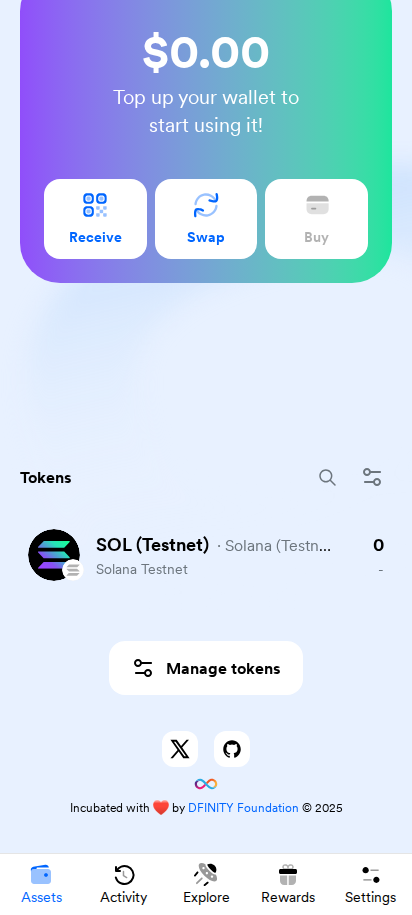 $0.00
Top up your wallet to
start using it!
Receive Swap Buy
Tokens
SOL (Testnet) · Solana (Testn... 0
Solana Testnet -
Manage tokens
Incubated with ❤️ by DFINITY Foundation © 2025
Assets Activity Explore Rewards Settings